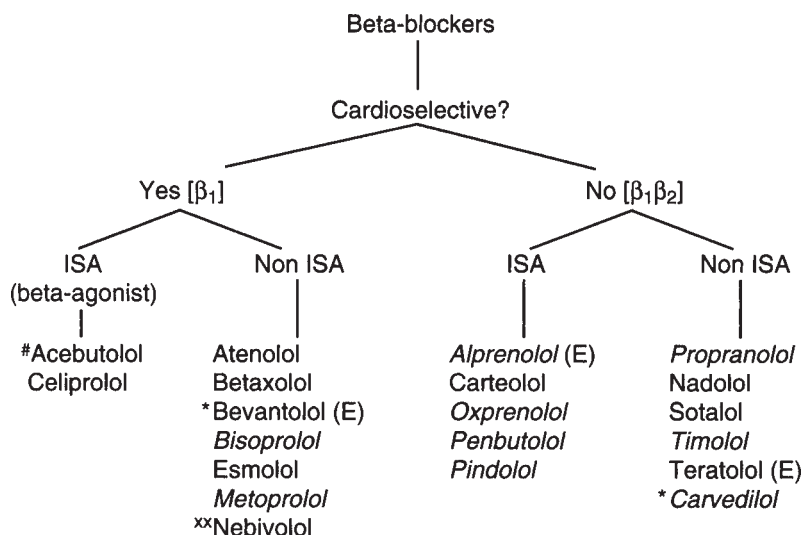 Beta-blockers
Cardioselective?
Yes [β₁]
No [β₁β₂]
ISA
(beta-agonist)
Non ISA
ISA
Non ISA
#Acebutolol
Celiprolol
Atenolol
Betaxolol
*Bevantolol (E)
Bisoprolol
Esmolol
Metoprolol
xxNebivolol
Alprenolol (E)
Carteolol
Oxprenolol
Penbutolol
Pindolol
Propranolol
Nadolol
Sotalol
Timolol
Teratolol (E)
*Carvedilol